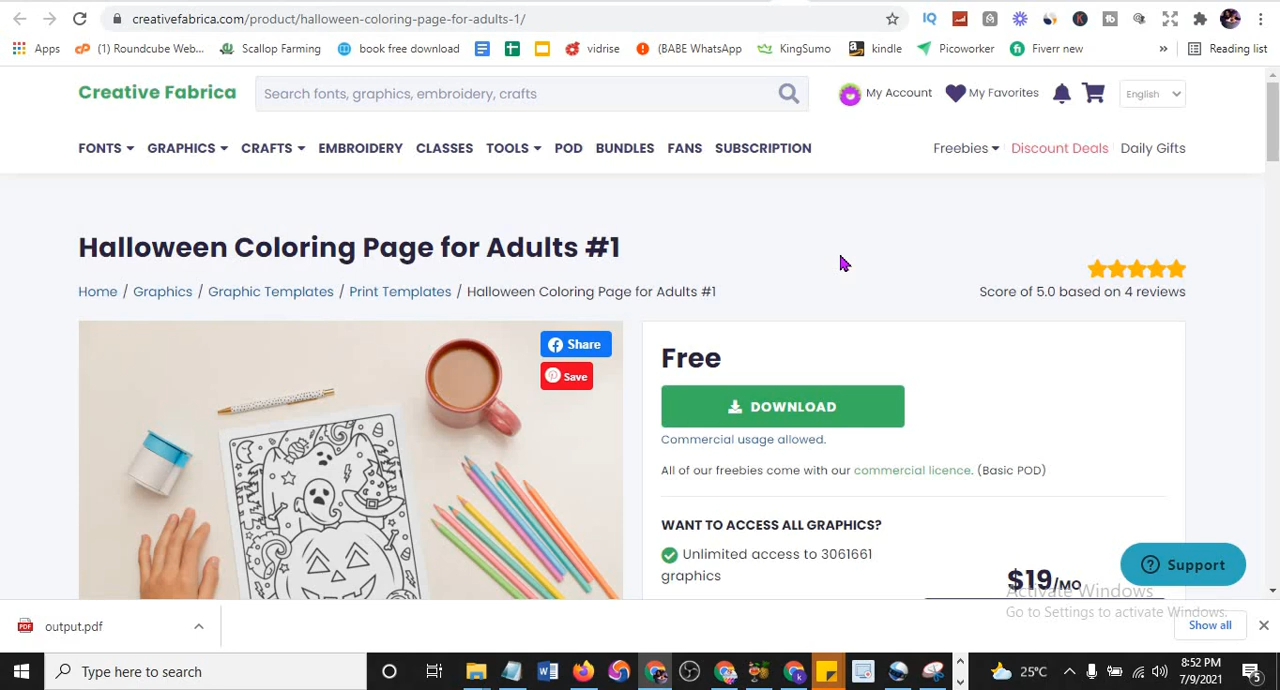 creativefabrica.com/product/halloween-coloring-page-for-adults-1/
Apps
(1) Roundcube Web...
Scallop Farming
book free download
vidrise
(BABE WhatsApp
KingSumo
kindle
Picoworker
Fiverr new
»
Reading list
Creative Fabrica
Search fonts, graphics, embroidery, crafts
My Account
My Favorites
English
FONTS
GRAPHICS
CRAFTS
EMBROIDERY
CLASSES
TOOLS
POD
BUNDLES
FANS
SUBSCRIPTION
Freebies
Discount Deals
Daily Gifts
Halloween Coloring Page for Adults #1
Home / Graphics / Graphic Templates / Print Templates / Halloween Coloring Page for Adults #1
Score of 5.0 based on 4 reviews
Share
Save
Free
DOWNLOAD
Commercial usage allowed.
All of our freebies come with our commercial licence. (Basic POD)
WANT TO ACCESS ALL GRAPHICS?
Unlimited access to 3061661
graphics
$19/MO
Support
Activate Windows
Go to Settings to activate Windows.
output.pdf
Show all
Type here to search
25°C
8:52 PM
7/9/2021
5